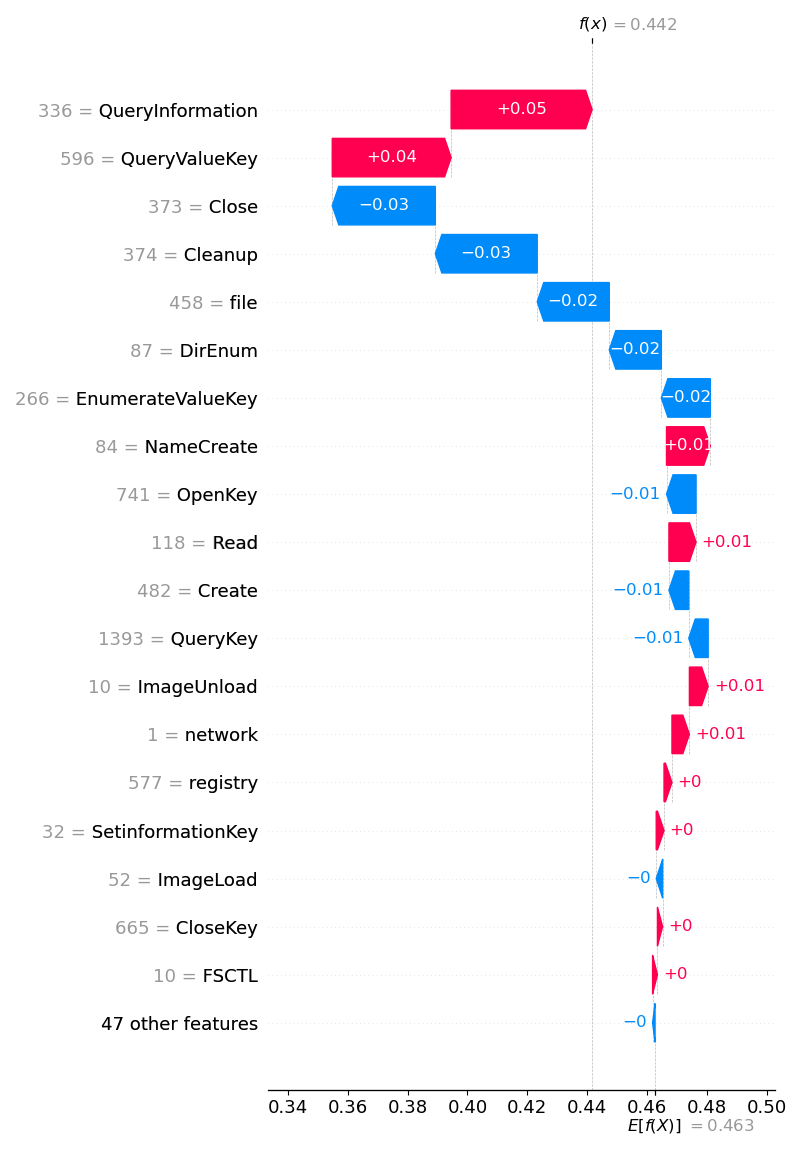 f(x) = 0.442
336 = QueryInformation +0.05
596 = QueryValueKey +0.04
373 = Close −0.03
374 = Cleanup −0.03
458 = file −0.02
87 = DirEnum −0.02
266 = EnumerateValueKey −0.02
84 = NameCreate +0.01
741 = OpenKey −0.01
118 = Read +0.01
482 = Create −0.01
1393 = QueryKey −0.01
10 = ImageUnload +0.01
1 = network +0.01
577 = registry +0
32 = SetinformationKey +0
52 = ImageLoad −0
665 = CloseKey +0
10 = FSCTL +0
47 other features −0
0.34 0.36 0.38 0.40 0.42 0.44 0.46 0.48 0.50
E[f(X)] = 0.463